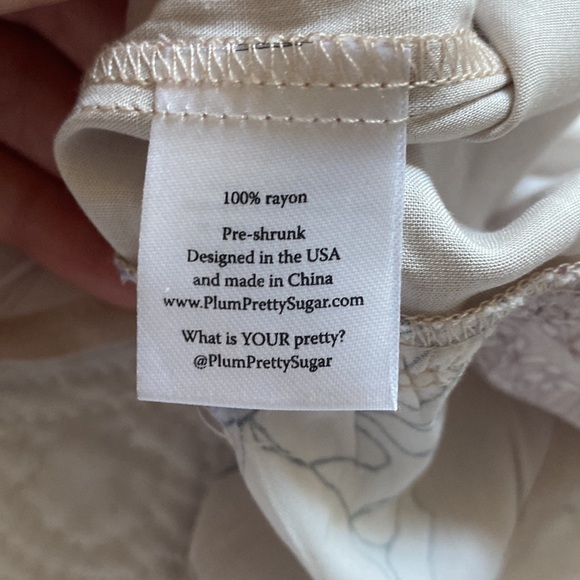 100% rayon
Pre-shrunk
Designed in the USA
and made in China
www.PlumPrettySugar.com
What is YOUR pretty?
@PlumPrettySugar